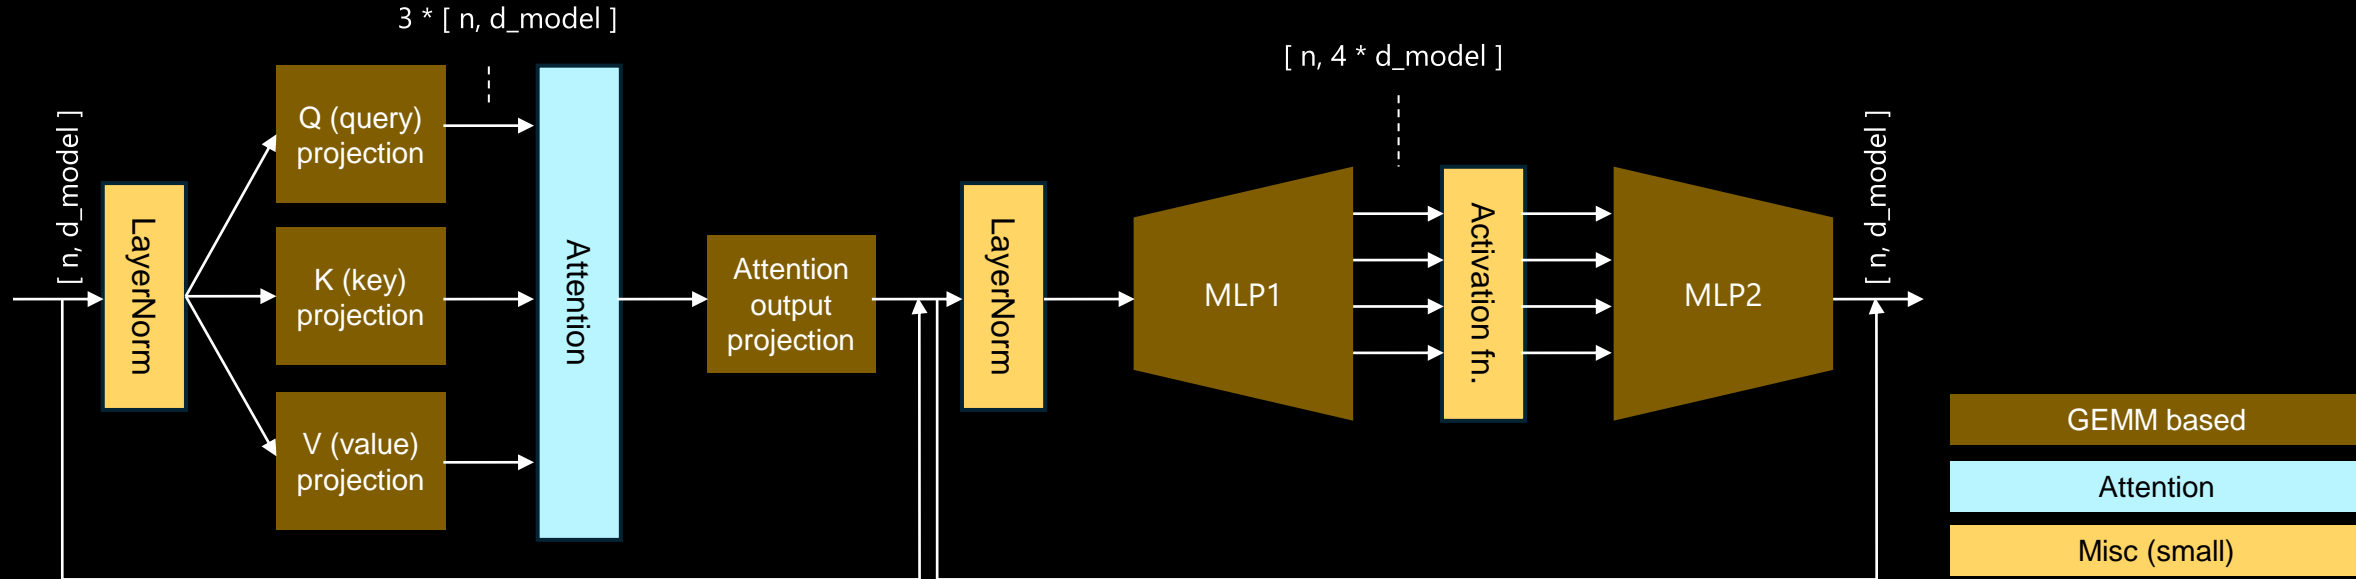 3 * [ n, d_model ]
[ n, 4 * d_model ]
[ n, d_model ]
LayerNorm
Q (query)
projection
K (key)
projection
V (value)
projection
Attention
Attention
output
projection
LayerNorm
MLP1
Activation fn.
MLP2
[ n, d_model ]
GEMM based
Attention
Misc (small)